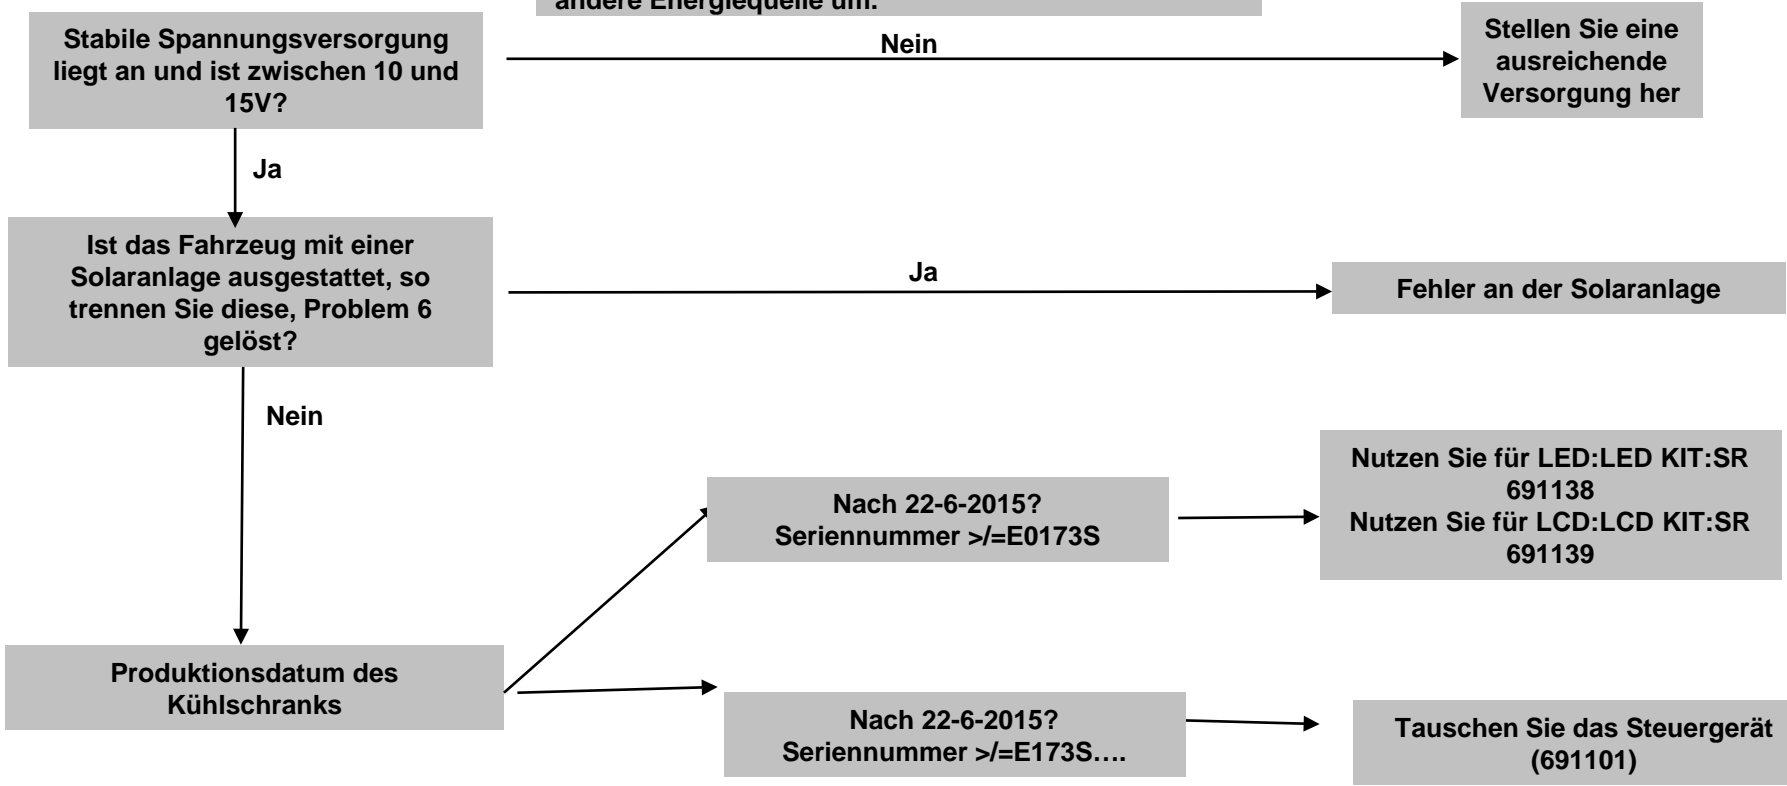 andere Energiequelle um.
Stabile Spannungsversorgung
liegt an und ist zwischen 10 und
15V?
Nein
Stellen Sie eine
ausreichende
Versorgung her
Ja
Ist das Fahrzeug mit einer
Solaranlage ausgestattet, so
trennen Sie diese, Problem 6
gelöst?
Ja
Fehler an der Solaranlage
Nein
Nach 22-6-2015?
Seriennummer >/=E0173S
Nutzen Sie für LED:LED KIT:SR
691138
Nutzen Sie für LCD:LCD KIT:SR
691139
Produktionsdatum des
Kühlschranks
Nach 22-6-2015?
Seriennummer >/=E173S….
Tauschen Sie das Steuergerät
(691101)